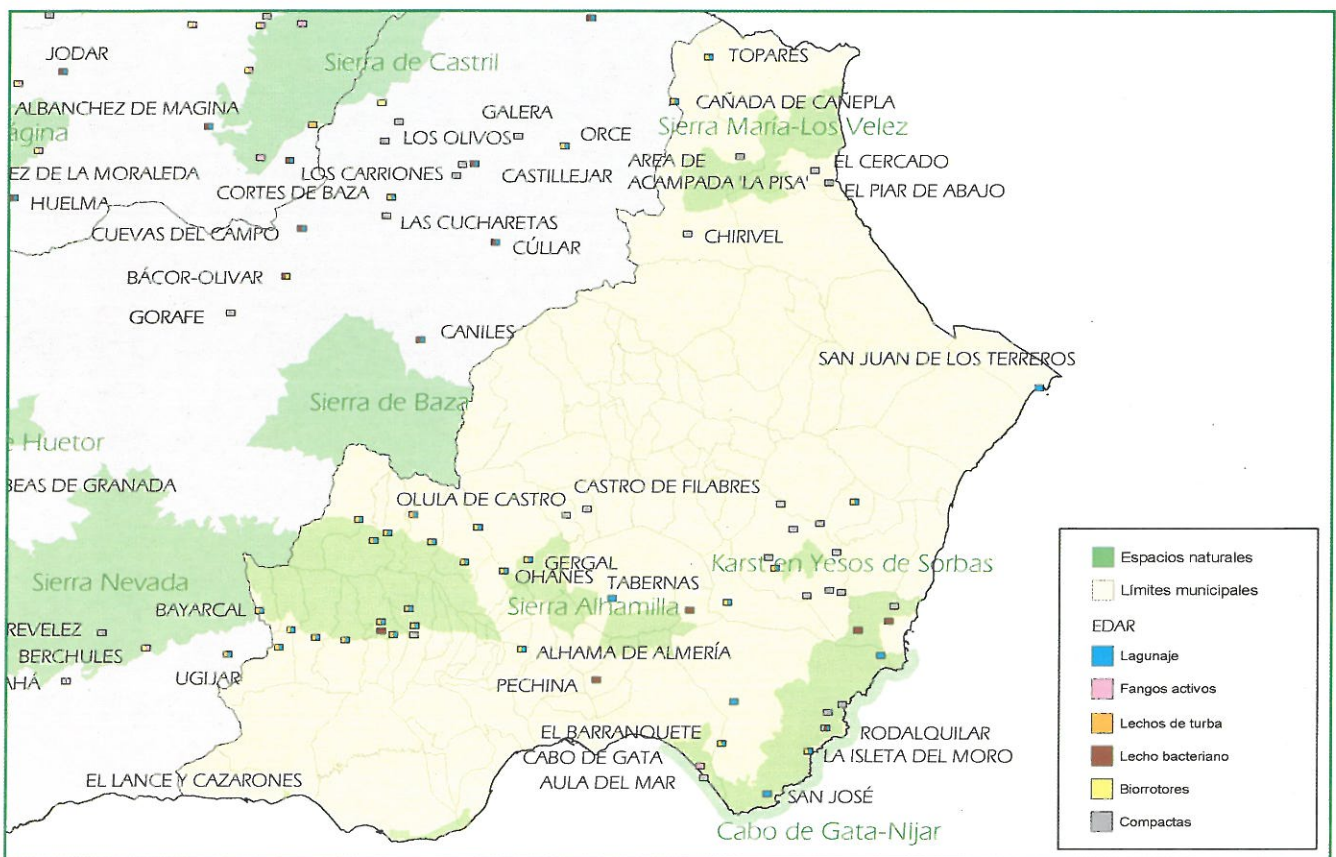 JODAR
Sierra de Castril
TOPARES
ALBANCHEZ DE MAGINA
GALERA
CAÑADA DE CAÑEPLA
ágina
LOS OLIVOS
ORCE
Sierra María-Los Velez
EZ DE LA MORALEDA
LOS CARRIONES
CASTILLEJAR
AREA DE
ACAMPADA 'LA PISA'
EL CERCADO
HUELMA
CORTES DE BAZA
EL PIAR DE ABAJO
LAS CUCHARETAS
CUEVAS DEL CAMPO
CÚLLAR
CHIRIVEL
BÁCOR-OLIVAR
GORAFE
CANILES
SAN JUAN DE LOS TERREROS
Sierra de Baza
e Huetor
BEAS DE GRANADA
OLULA DE CASTRO
CASTRO DE FILABRES
Sierra Nevada
GERGAL
OHANES
TABERNAS
Karst en Yesos de Sorbas
BAYARCAL
Sierra Alhamilla
REVELEZ
BERCHULES
UGIJAR
ALHAMA DE ALMERÍA
AHÁ
PECHINA
EL BARRANQUETE
RODALQUILAR
CABO DE GATA
LA ISLETA DEL MORO
EL LANCE Y CAZARONES
AULA DEL MAR
SAN JOSÉ
Cabo de Gata-Níjar
Espacios naturales
Límites municipales
EDAR
Lagunaje
Fangos activos
Lechos de turba
Lecho bacteriano
Biorrotores
Compactas